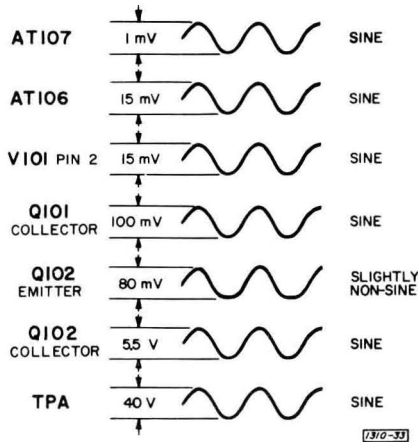 AT107 1 mV SINE
AT106 15 mV SINE
V101 PIN 2 15 mV SINE
Q101
COLLECTOR 100 mV SINE
Q102
EMITTER 80 mV SLIGHTLY
NON-SINE
Q102
COLLECTOR 5.5 V SINE
TPA 40 V SINE
1310-33